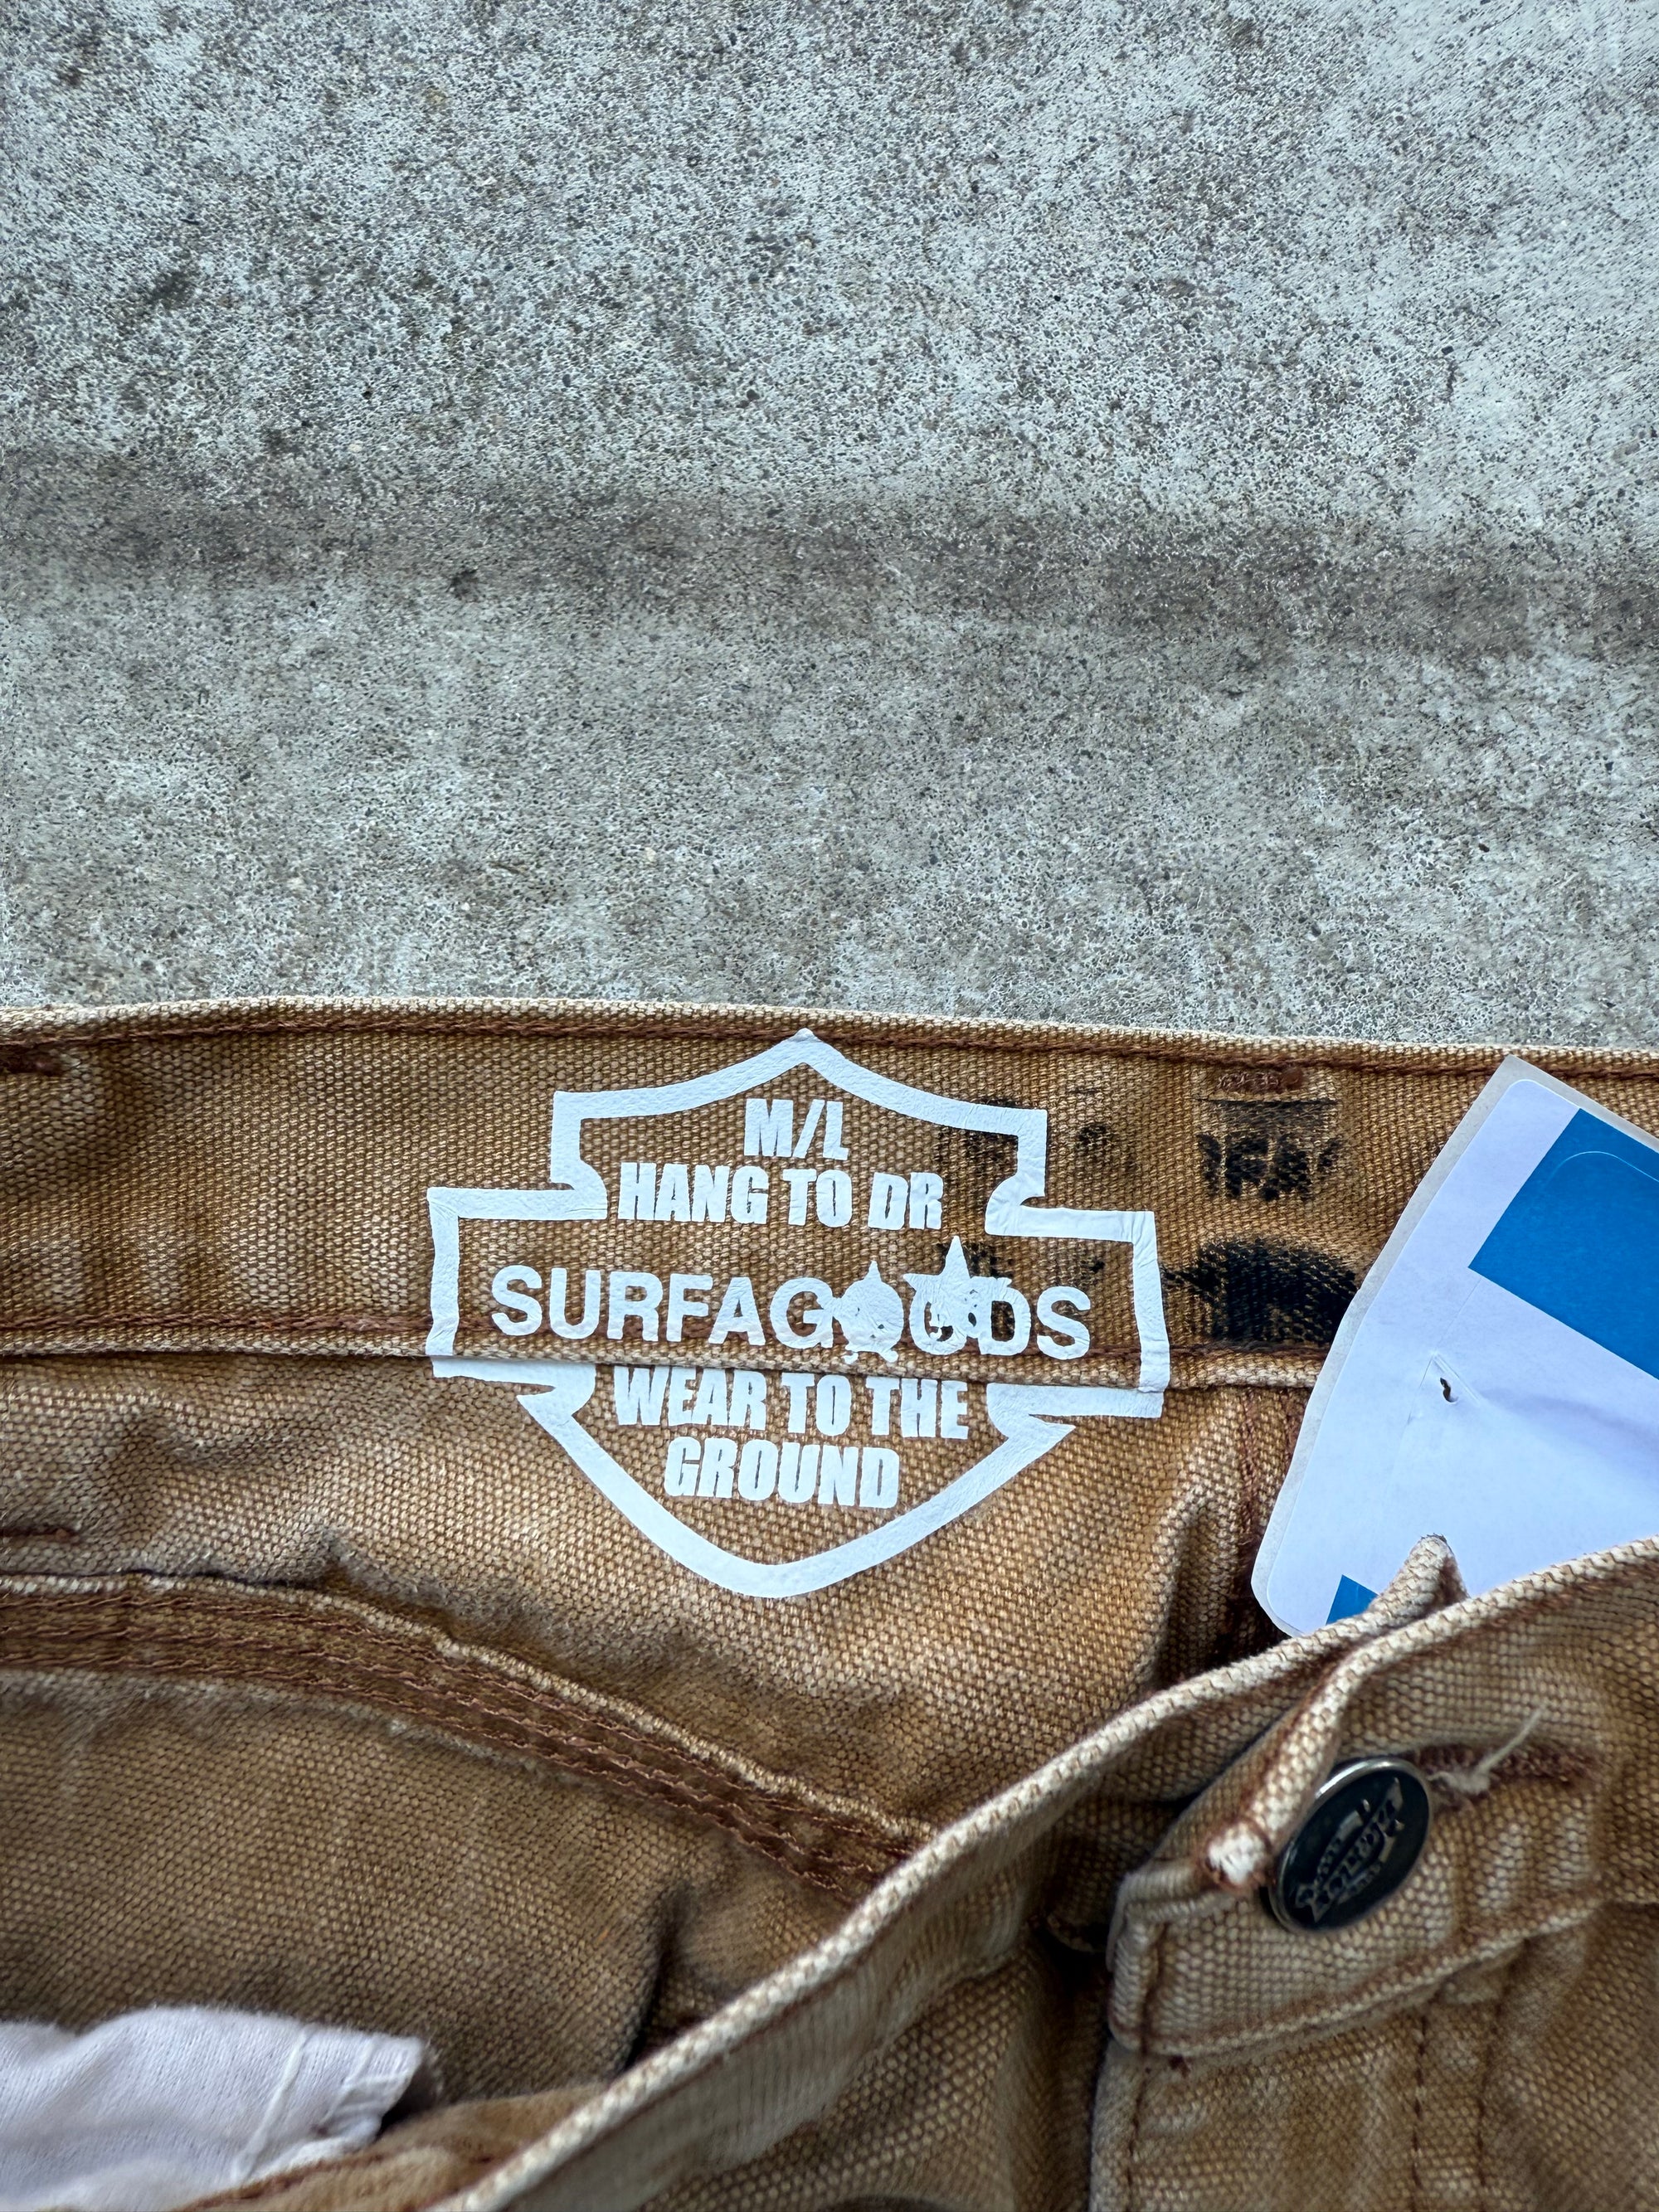 M/L
HANG TO DR
SURFAGOODS
WEAR TO THE
GROUND